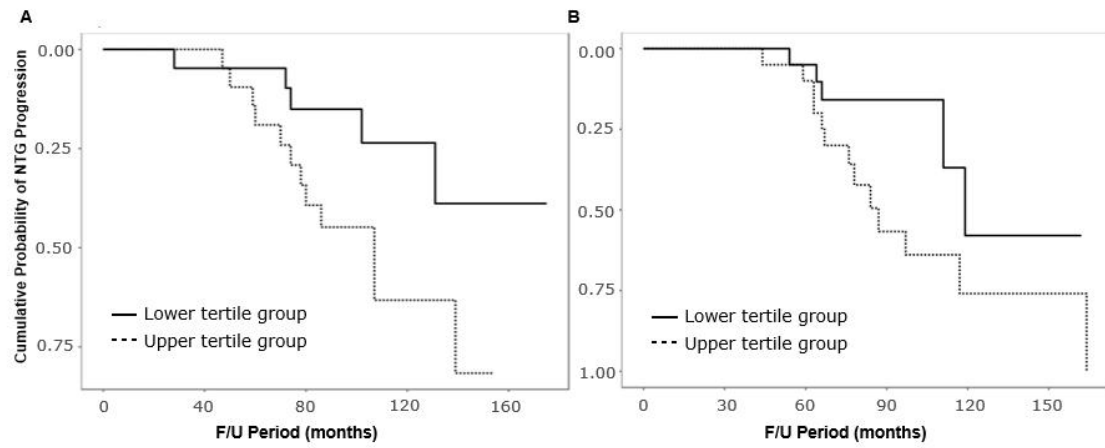 A
Cumulative Probability of NTG Progression
0.00
0.25
0.50
0.75
Lower tertile group
Upper tertile group
0
40
80
120
160
F/U Period (months)
B
0.00
0.25
0.50
0.75
1.00
Lower tertile group
Upper tertile group
0
30
60
90
120
150
F/U Period (months)